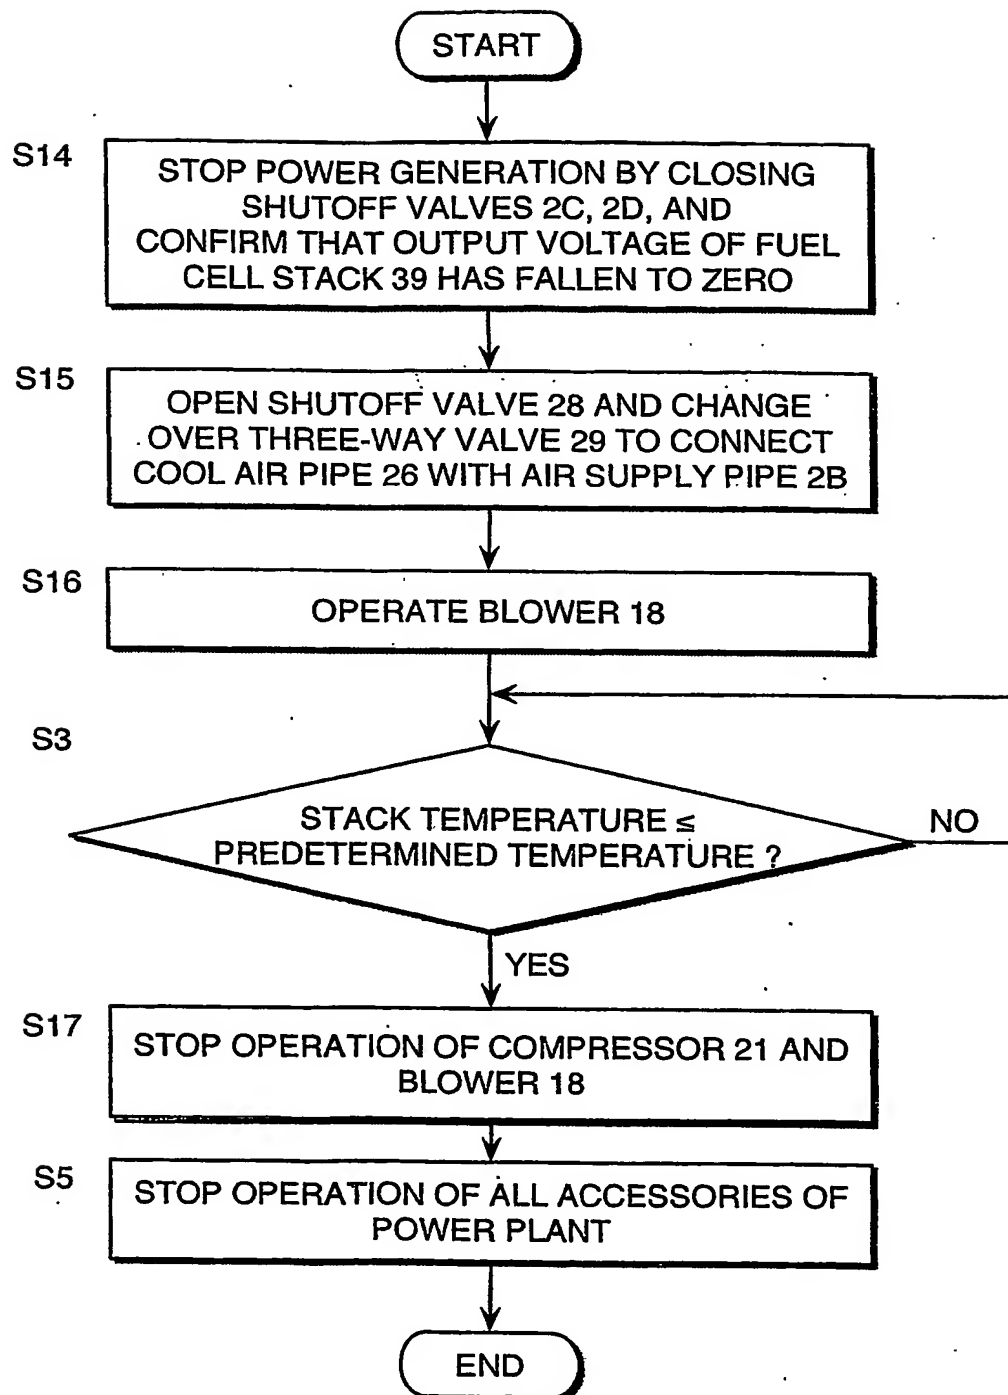 START
S14
STOP POWER GENERATION BY CLOSING
SHUTOFF VALVES 2C, 2D, AND
CONFIRM THAT OUTPUT VOLTAGE OF FUEL
CELL STACK 39 HAS FALLEN TO ZERO
S15
OPEN SHUTOFF VALVE 28 AND CHANGE
OVER THREE-WAY VALVE 29 TO CONNECT
COOL AIR PIPE 26 WITH AIR SUPPLY PIPE 2B
S16
OPERATE BLOWER 18
S3
STACK TEMPERATURE ≤
PREDETERMINED TEMPERATURE ?
NO
YES
S17
STOP OPERATION OF COMPRESSOR 21 AND
BLOWER 18
S5
STOP OPERATION OF ALL ACCESSORIES OF
POWER PLANT
END